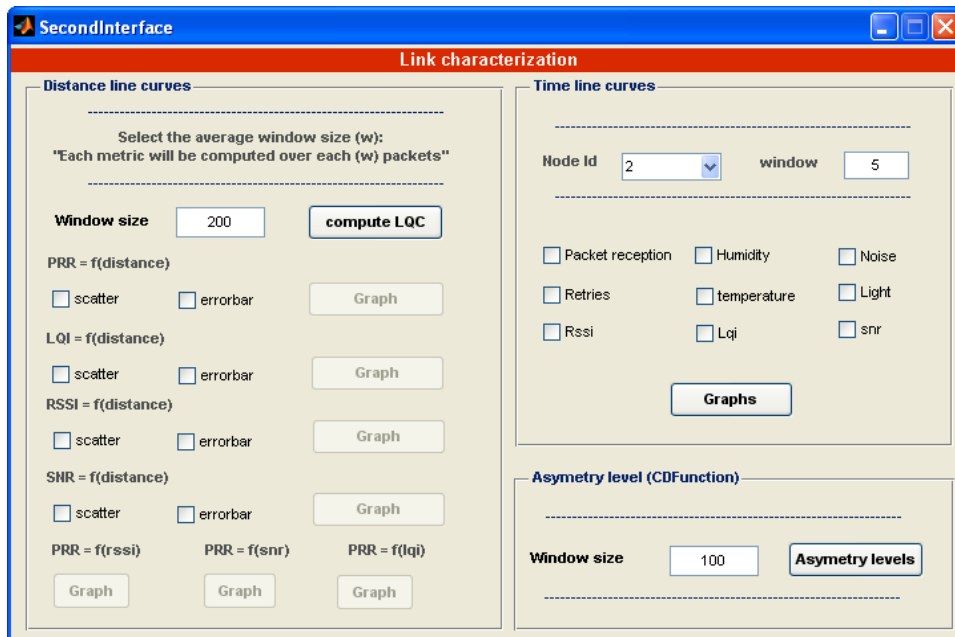 SecondInterface
Link characterization
Distance line curves
Select the average window size (w):
"Each metric will be computed over each (w) packets"
Window size 200 compute LQC
PRR = f(distance)
scatter errorbar Graph
LQI = f(distance)
scatter errorbar Graph
RSSI = f(distance)
scatter errorbar Graph
SNR = f(distance)
scatter errorbar Graph
PRR = f(rssi) PRR = f(snr) PRR = f(lqi)
Graph Graph Graph
Time line curves
Node Id 2 window 5
Packet reception Humidity Noise
Retries temperature Light
Rssi Lqi snr
Graphs
Asymetry level (CDFunction)
Window size 100 Asymetry levels